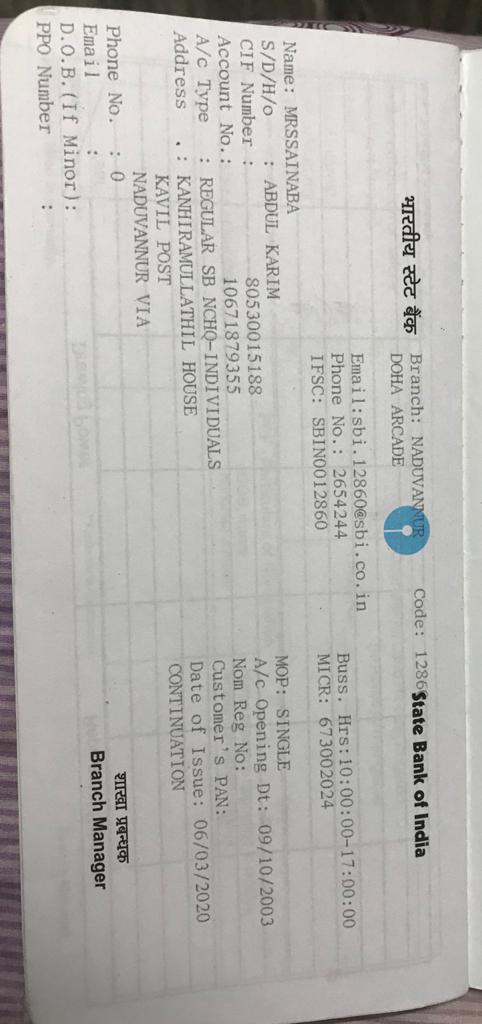 भारतीय स्टेट बैंक State Bank of India
Branch: NADUVANNUR Code: 1286
DOHA ARCADE
Email:sbi.12860@sbi.co.in Buss. Hrs:10:00:00-17:00:00
Phone No.: 2654244 MICR: 673002024
IFSC: SBIN0012860
Name: MRSSAINABA MOP: SINGLE
S/D/H/o : ABDUL KARIM A/c Opening Dt: 09/10/2003
CIF Number : 80530015188 Nom Reg No:
Account No.: 10671879355 Customer's PAN:
A/c Type : REGULAR SB NCHQ-INDIVIDUALS Date of Issue: 06/03/2020
Address . : KANHIRAMULLATHIL HOUSE CONTINUATION
KAVIL POST
NADUVANNUR VIA
Phone No. : 0
Email :
D.O.B.(If Minor):
PPO Number :
शाखा प्रबन्धक
Branch Manager